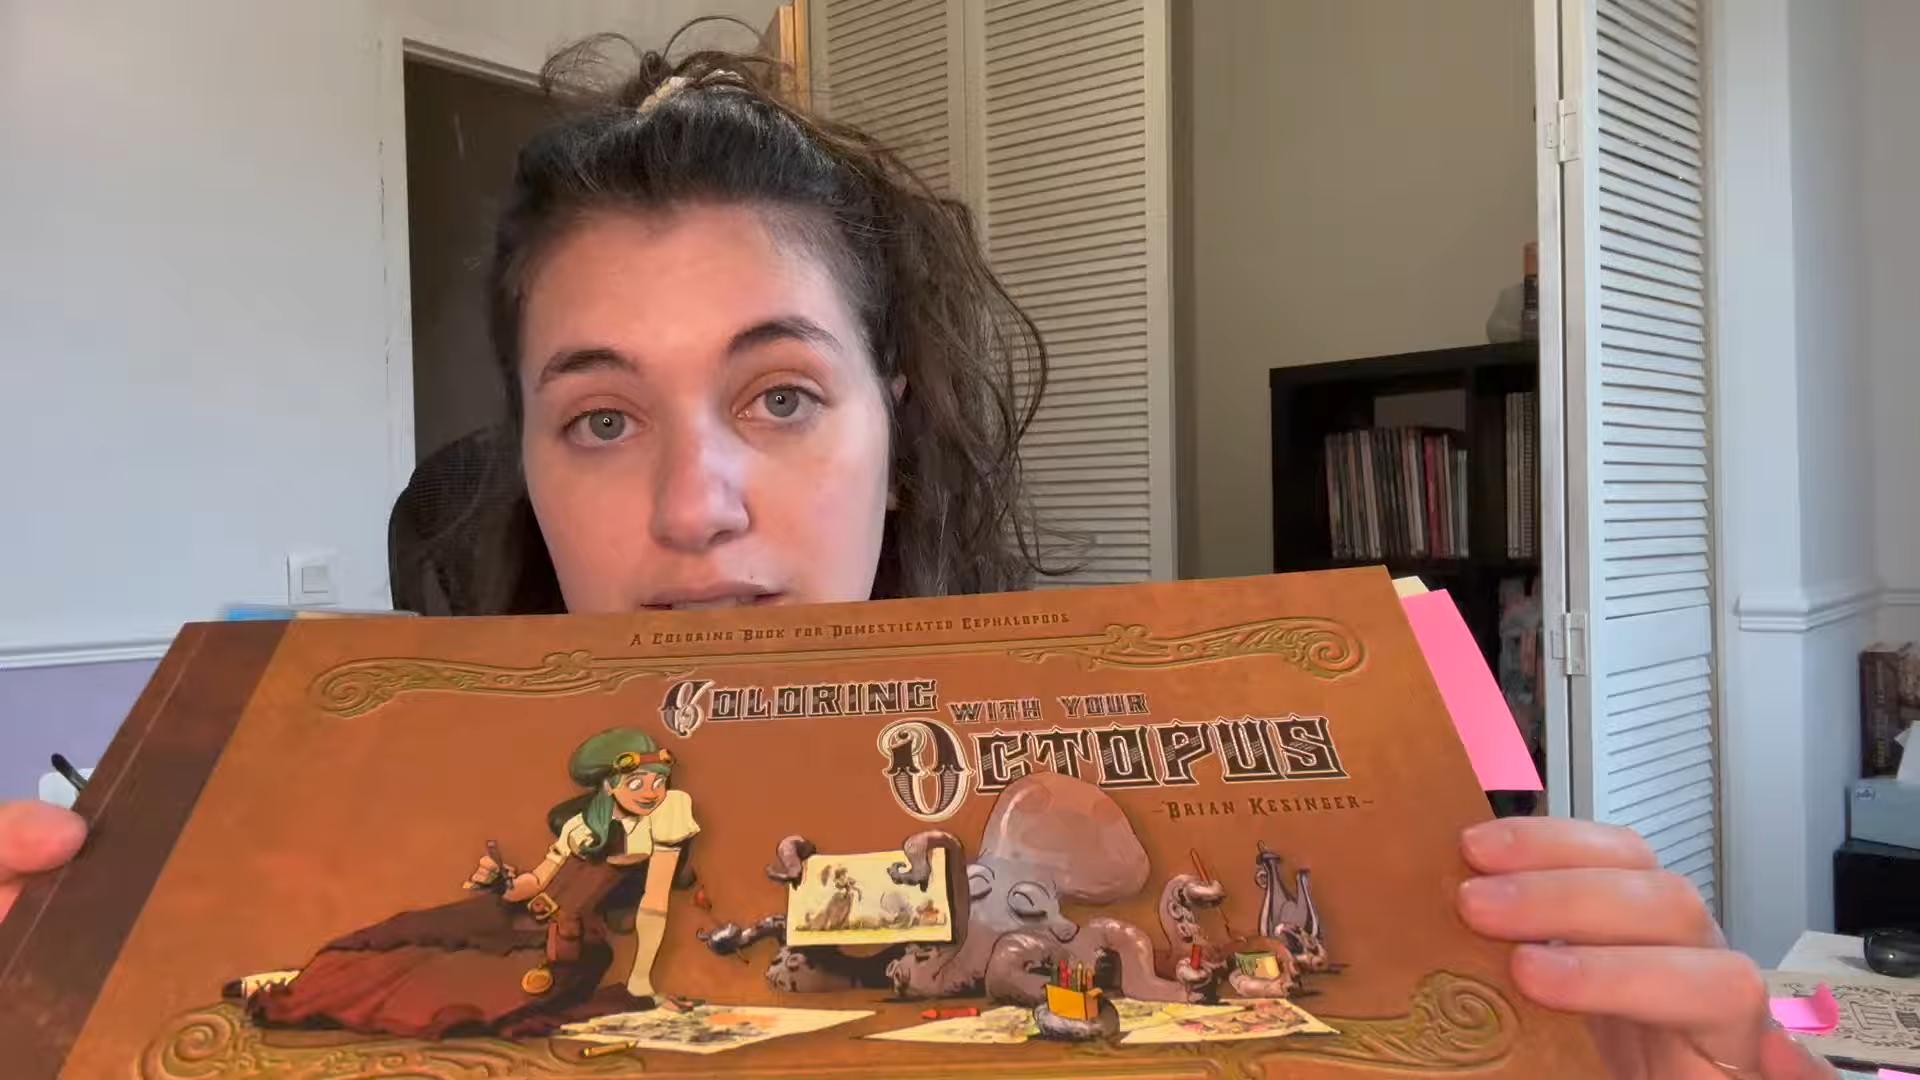 A Coloring Book for Domesticated Cephalopods
Coloring with your
Octopus
-Brian Kesinger-